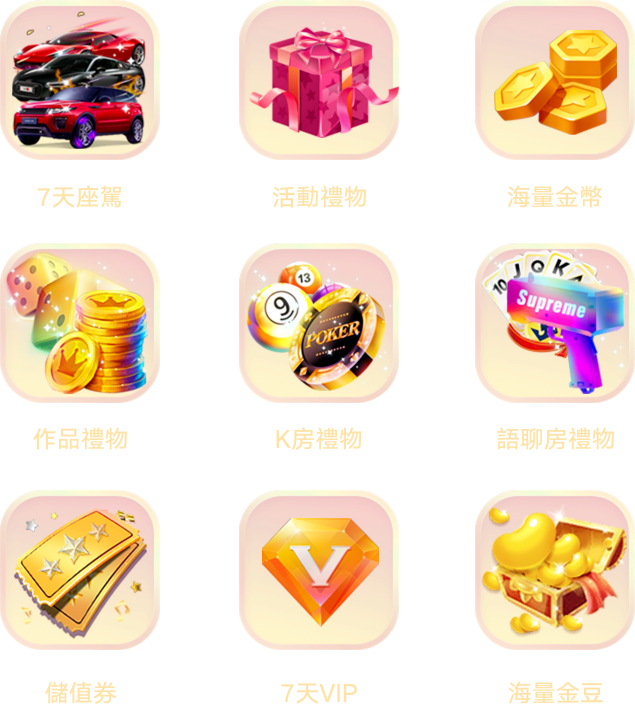 7天座駕
活動禮物
海量金幣
13
9
POKER
10 J Q K A
Supreme
作品禮物
K房禮物
語聊房禮物
V
儲值券
7天VIP
海量金豆